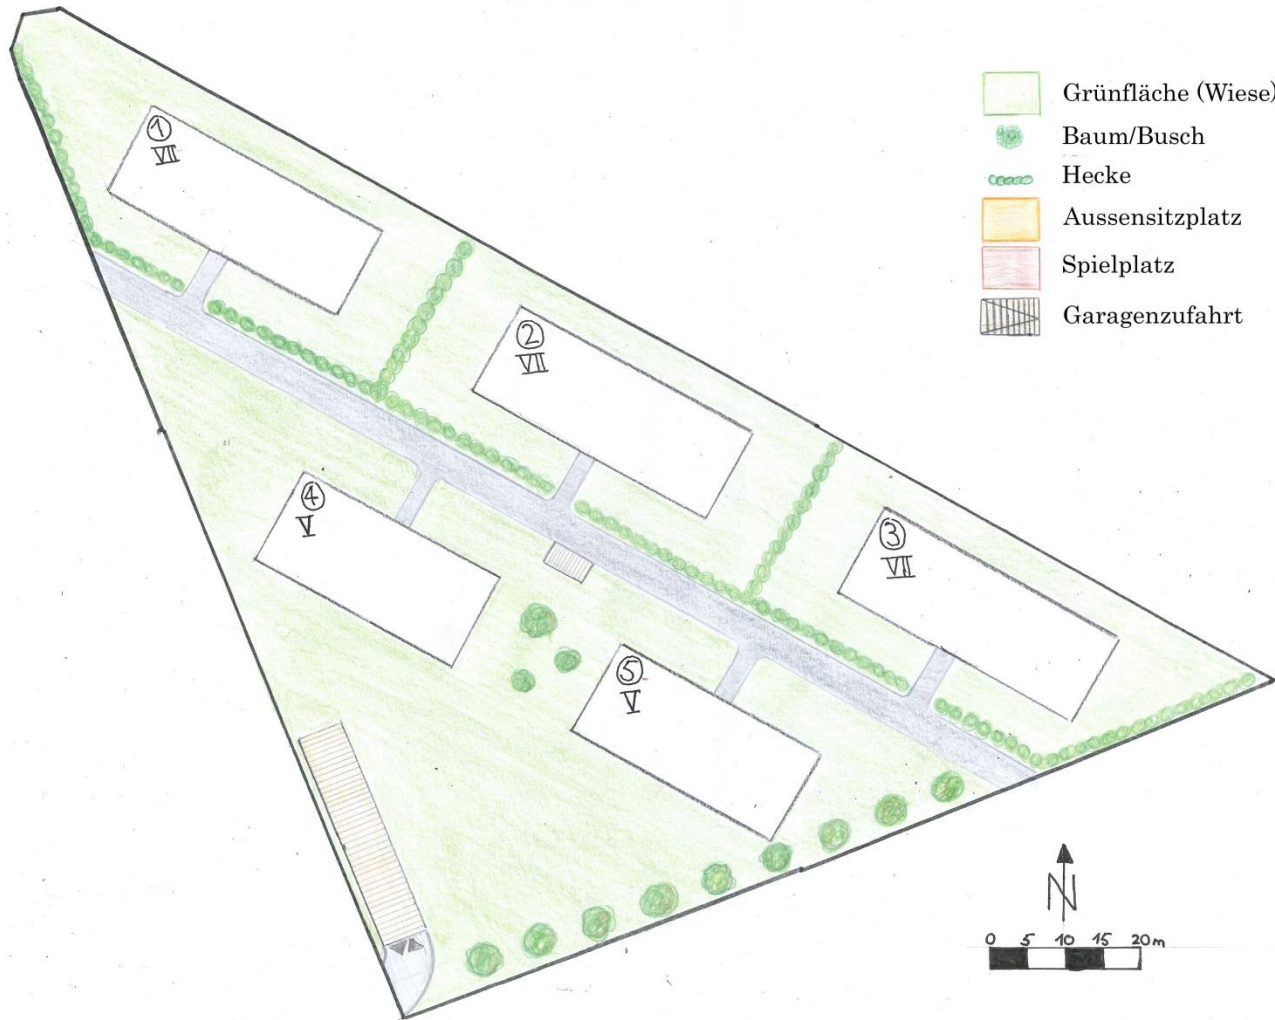 1
VII
2
VII
3
VII
4
V
5
V
Grünfläche (Wiese)
Baum/Busch
Hecke
Aussensitzplatz
Spielplatz
Garagenzufahrt
N
0 5 10 15 20m